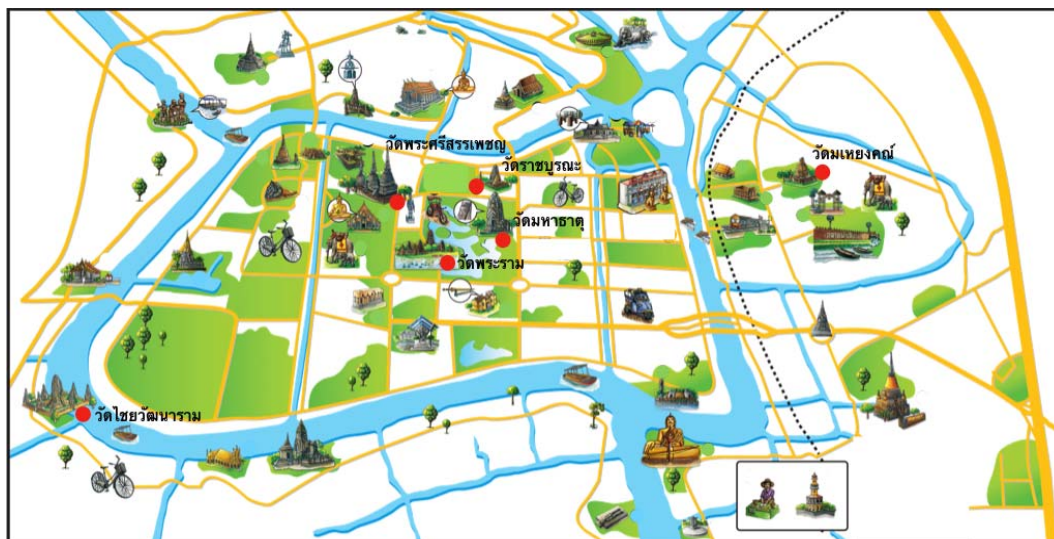 วัดพระศรีสรรเพชญ
วัดราชบูรณะ
วัดมเหยงคณ์
วัดมหาธาตุ
วัดพระราม
วัดไชยวัฒนาราม